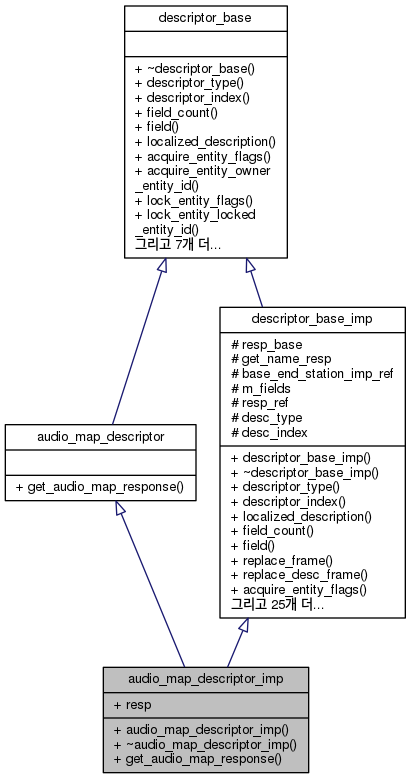 descriptor_base
+ ~descriptor_base()
+ descriptor_type()
+ descriptor_index()
+ field_count()
+ field()
+ localized_description()
+ acquire_entity_flags()
+ acquire_entity_owner
_entity_id()
+ lock_entity_flags()
+ lock_entity_locked
_entity_id()
그리고 7개 더...
descriptor_base_imp
# resp_base
# get_name_resp
# base_end_station_imp_ref
# m_fields
# resp_ref
# desc_type
# desc_index
+ descriptor_base_imp()
+ ~descriptor_base_imp()
+ descriptor_type()
+ descriptor_index()
+ localized_description()
+ field_count()
+ field()
+ replace_frame()
+ replace_desc_frame()
+ acquire_entity_flags()
그리고 25개 더...
audio_map_descriptor
+ get_audio_map_response()
audio_map_descriptor_imp
+ resp
+ audio_map_descriptor_imp()
+ ~audio_map_descriptor_imp()
+ get_audio_map_response()